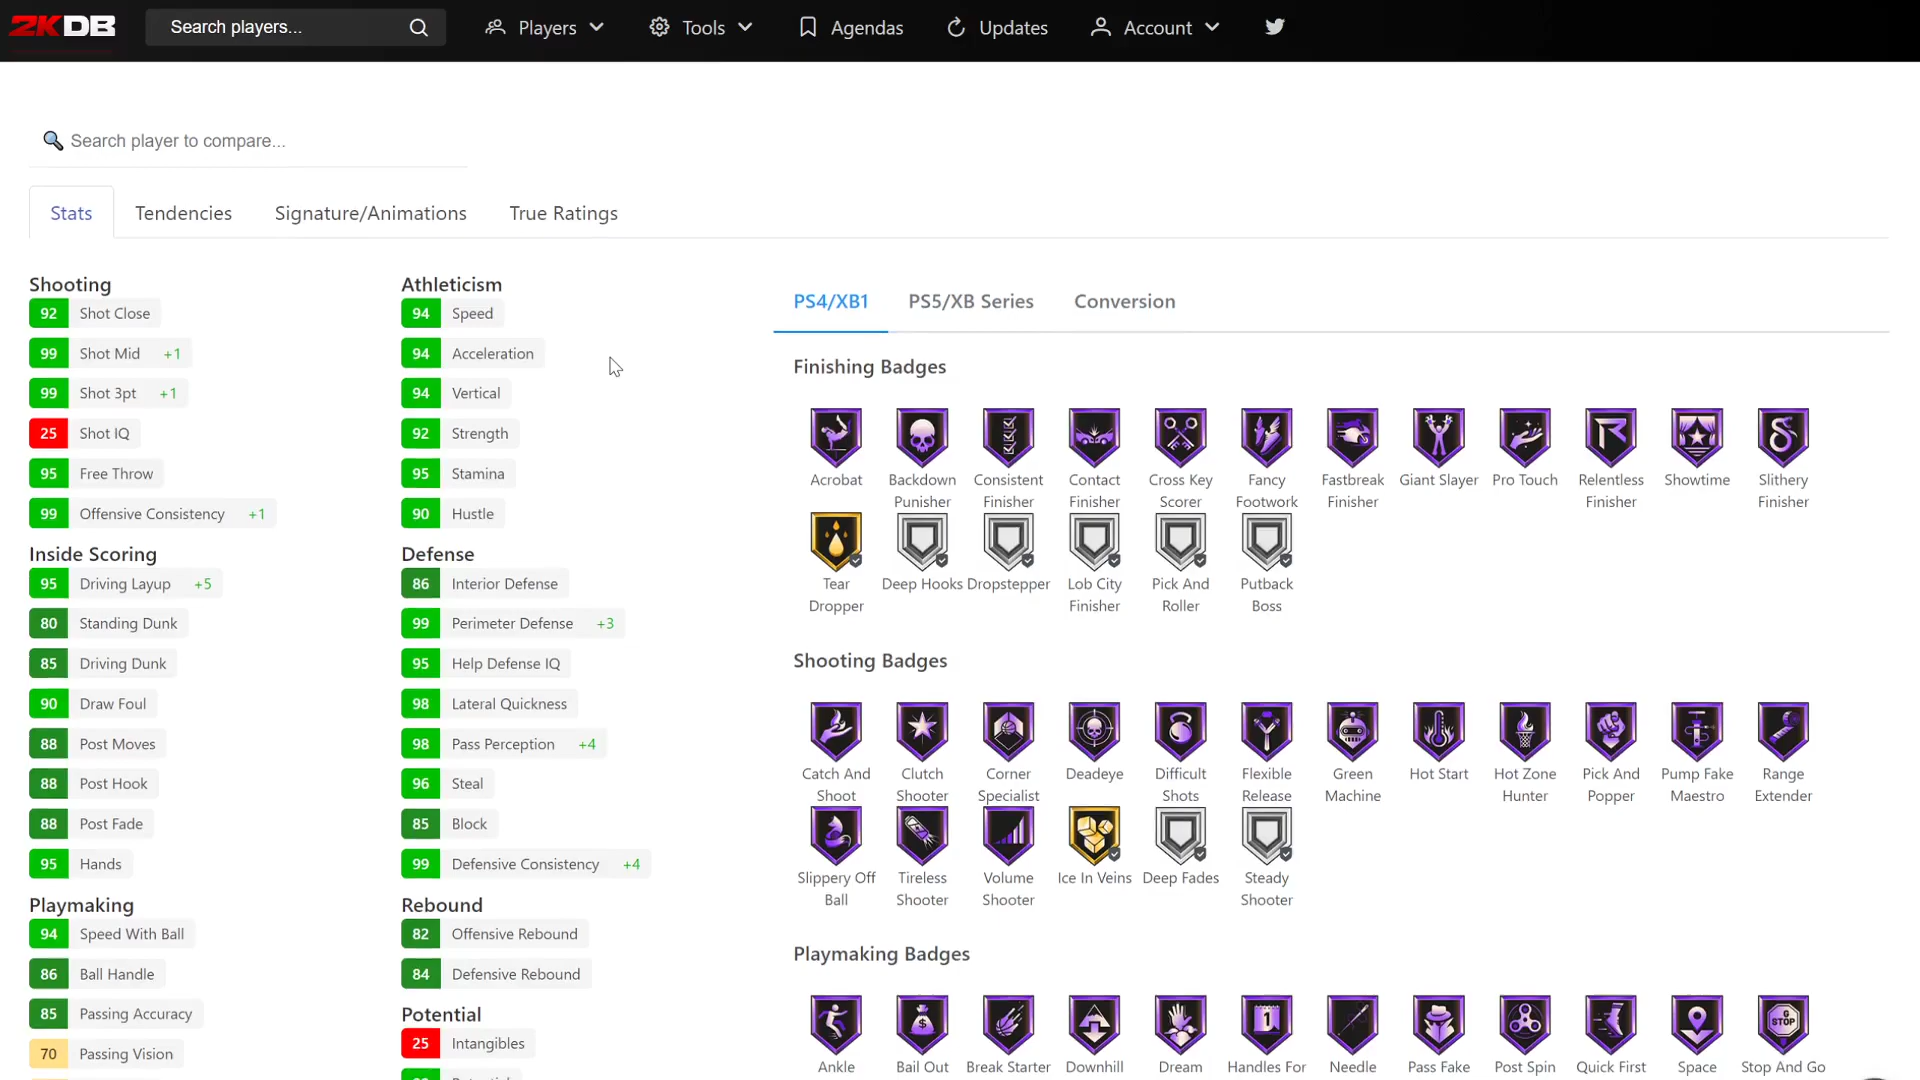 2KDB
Search players...
Players
Tools
Agendas
Updates
Account
Search player to compare...
Stats
Tendencies
Signature/Animations
True Ratings
Shooting
92 Shot Close
99 Shot Mid +1
99 Shot 3pt +1
25 Shot IQ
95 Free Throw
99 Offensive Consistency +1
Inside Scoring
95 Driving Layup +5
80 Standing Dunk
85 Driving Dunk
90 Draw Foul
88 Post Moves
88 Post Hook
88 Post Fade
95 Hands
Playmaking
94 Speed With Ball
86 Ball Handle
85 Passing Accuracy
70 Passing Vision
Athleticism
94 Speed
94 Acceleration
94 Vertical
92 Strength
95 Stamina
90 Hustle
Defense
86 Interior Defense
99 Perimeter Defense +3
95 Help Defense IQ
98 Lateral Quickness
98 Pass Perception +4
96 Steal
85 Block
99 Defensive Consistency +4
Rebound
82 Offensive Rebound
84 Defensive Rebound
Potential
25 Intangibles
PS4/XB1
PS5/XB Series
Conversion
Finishing Badges
Acrobat
Backdown
Punisher
Consistent
Finisher
Contact
Finisher
Cross Key
Scorer
Fancy
Footwork
Fastbreak
Finisher
Giant Slayer
Pro Touch
Relentless
Finisher
Showtime
Slithery
Finisher
Tear
Dropper
Deep Hooks
Dropstepper
Lob City
Finisher
Pick And
Roller
Putback
Boss
Shooting Badges
Catch And
Shoot
Clutch
Shooter
Corner
Specialist
Deadeye
Difficult
Shots
Flexible
Release
Green
Machine
Hot Start
Hot Zone
Hunter
Pick And
Popper
Pump Fake
Maestro
Range
Extender
Slippery Off
Ball
Tireless
Shooter
Volume
Shooter
Ice In Veins
Deep Fades
Steady
Shooter
Playmaking Badges
Ankle
Bail Out
Break Starter
Downhill
Dream
1
Handles For
Needle
Pass Fake
Post Spin
Quick First
Space
G
STOP
Stop And Go